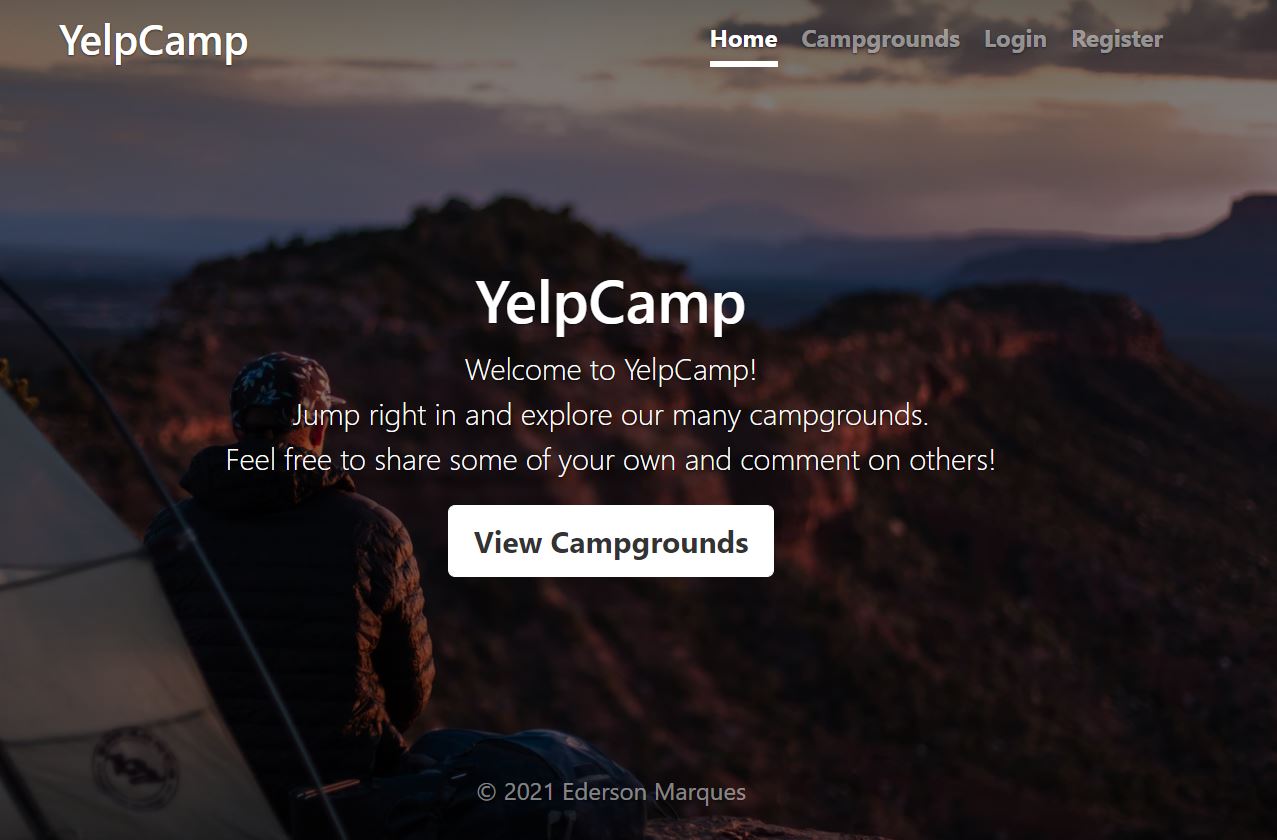 YelpCamp
Home Campgrounds Login Register
YelpCamp
Welcome to YelpCamp!
Jump right in and explore our many campgrounds.
Feel free to share some of your own and comment on others!
View Campgrounds
© 2021 Ederson Marques